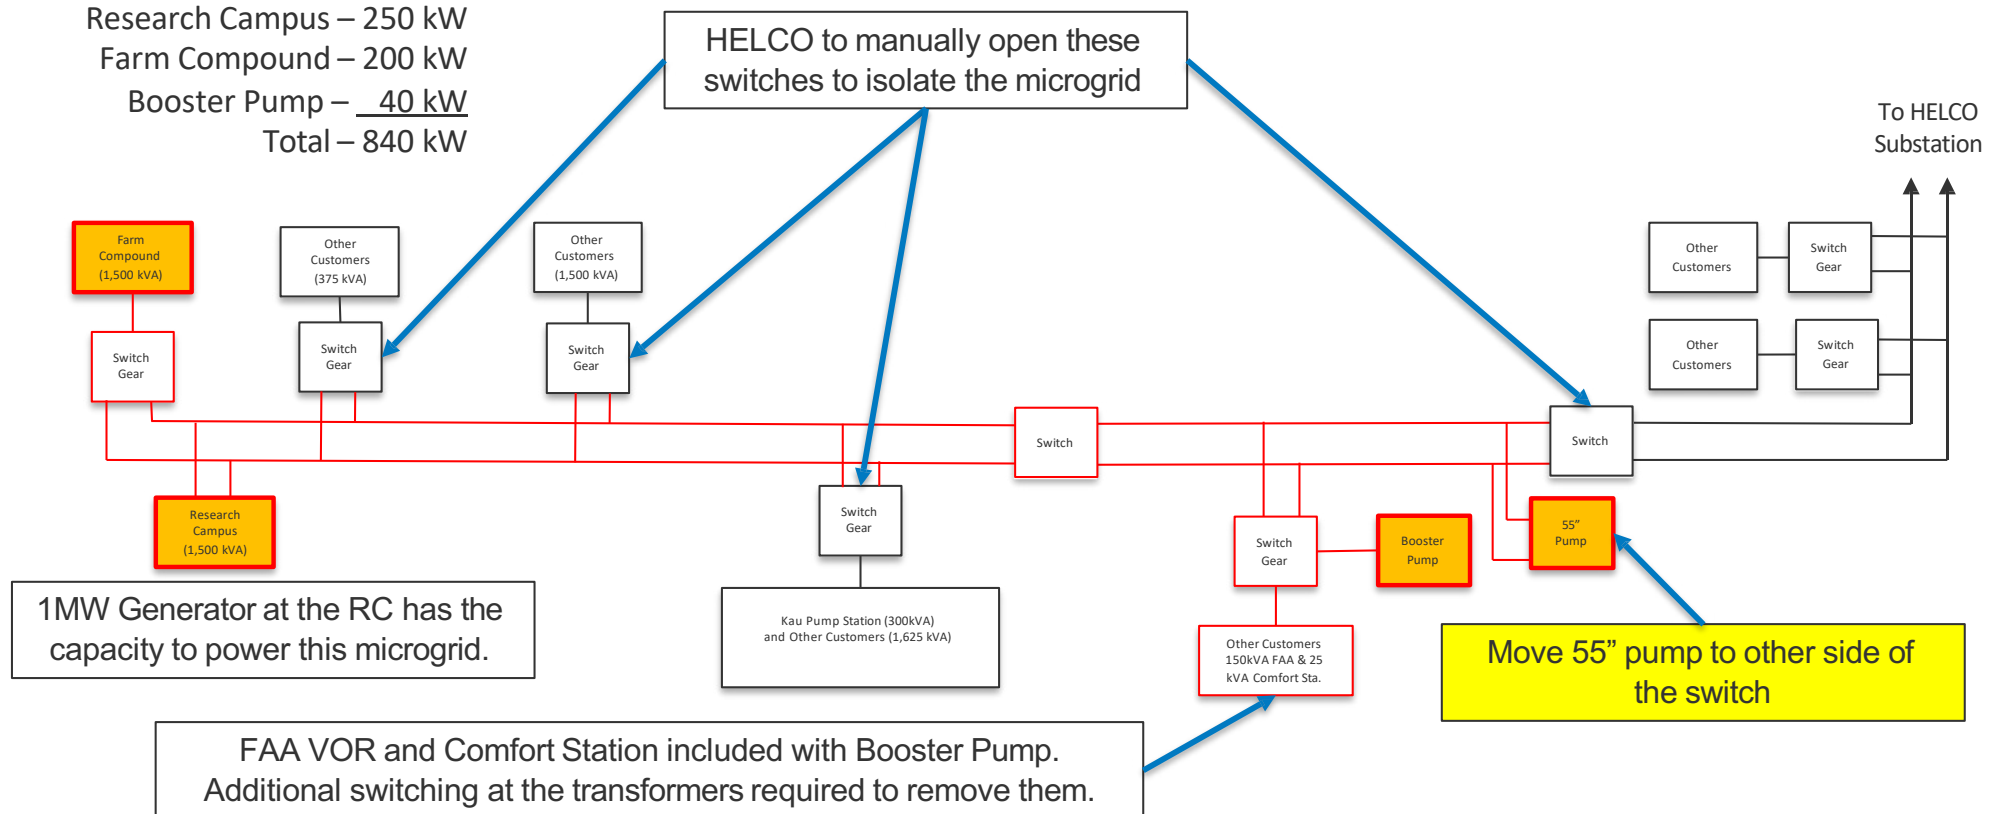 Research Campus – 250 kW
Farm Compound – 200 kW
Booster Pump – 40 kW
Total – 840 kW
HELCO to manually open these
switches to isolate the microgrid
To HELCO
Substation
Farm
Compound
(1,500 kVA)
Other
Customers
(375 kVA)
Other
Customers
(1,500 kVA)
Other
Customers
Switch
Gear
Switch
Gear
Switch
Gear
Switch
Gear
Other
Customers
Switch
Gear
Switch
Switch
Research
Campus
(1,500 kVA)
Switch
Gear
Switch
Gear
Booster
Pump
55”
Pump
1MW Generator at the RC has the
capacity to power this microgrid.
Kau Pump Station (300kVA)
and Other Customers (1,625 kVA)
Other Customers
150kVA FAA & 25
kVA Comfort Sta.
Move 55” pump to other side of
the switch
FAA VOR and Comfort Station included with Booster Pump.
Additional switching at the transformers required to remove them.